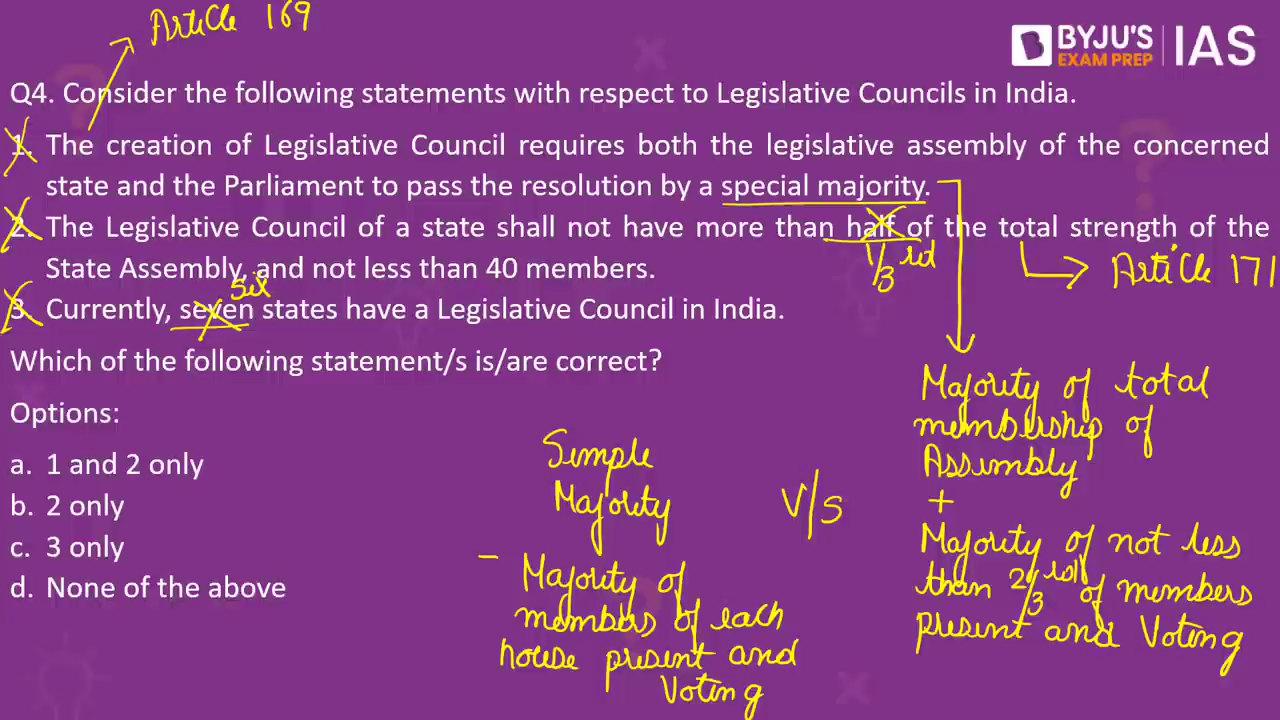 Article 169
BYJU'S
EXAM PREP
IAS
Q4. Consider the following statements with respect to Legislative Councils in India.
1. The creation of Legislative Council requires both the legislative assembly of the concerned
state and the Parliament to pass the resolution by a special majority.
2. The Legislative Council of a state shall not have more than half of the total strength of the
1/3 rd
Article 171
State Assembly, and not less than 40 members.
Six
3. Currently, seven states have a Legislative Council in India.
Which of the following statement/s is/are correct?
Options:
a. 1 and 2 only
b. 2 only
c. 3 only
d. None of the above
Simple
Majority
- Majority of
members of each
house present and
Voting
V/S
Majority of total
membership of
Assembly
+
Majority of not less
than 2/3 rd of members
present and Voting